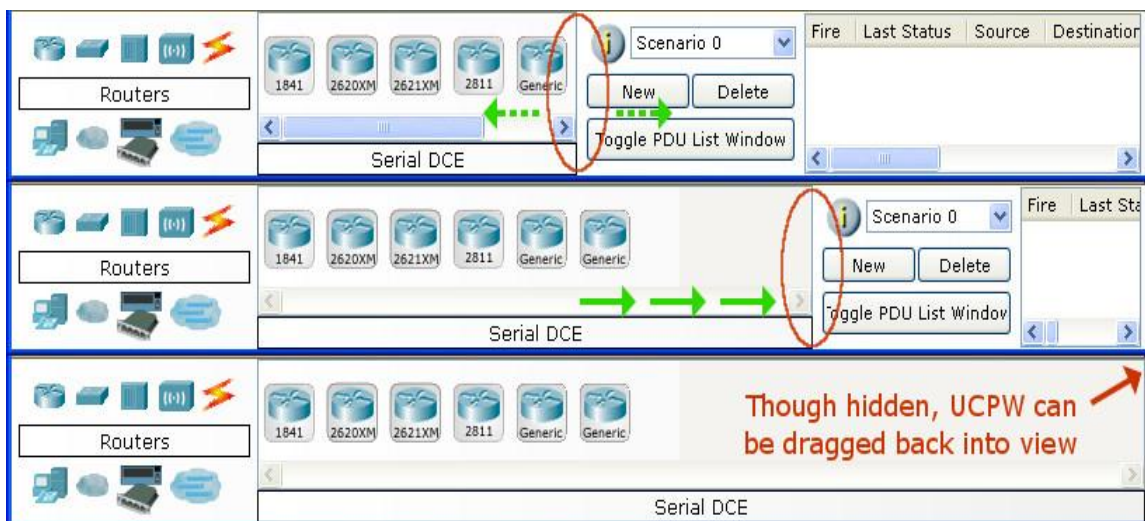 Routers
1841 2620XM 2621XM 2811 Generic
Serial DCE
i Scenario 0
New Delete
Toggle PDU List Window
Fire Last Status Source Destination
Routers
1841 2620XM 2621XM 2811 Generic Generic
Serial DCE
i Scenario 0
New Delete
Toggle PDU List Window
Fire Last Sta
Routers
1841 2620XM 2621XM 2811 Generic Generic
Serial DCE
Though hidden, UCPW can
be dragged back into view